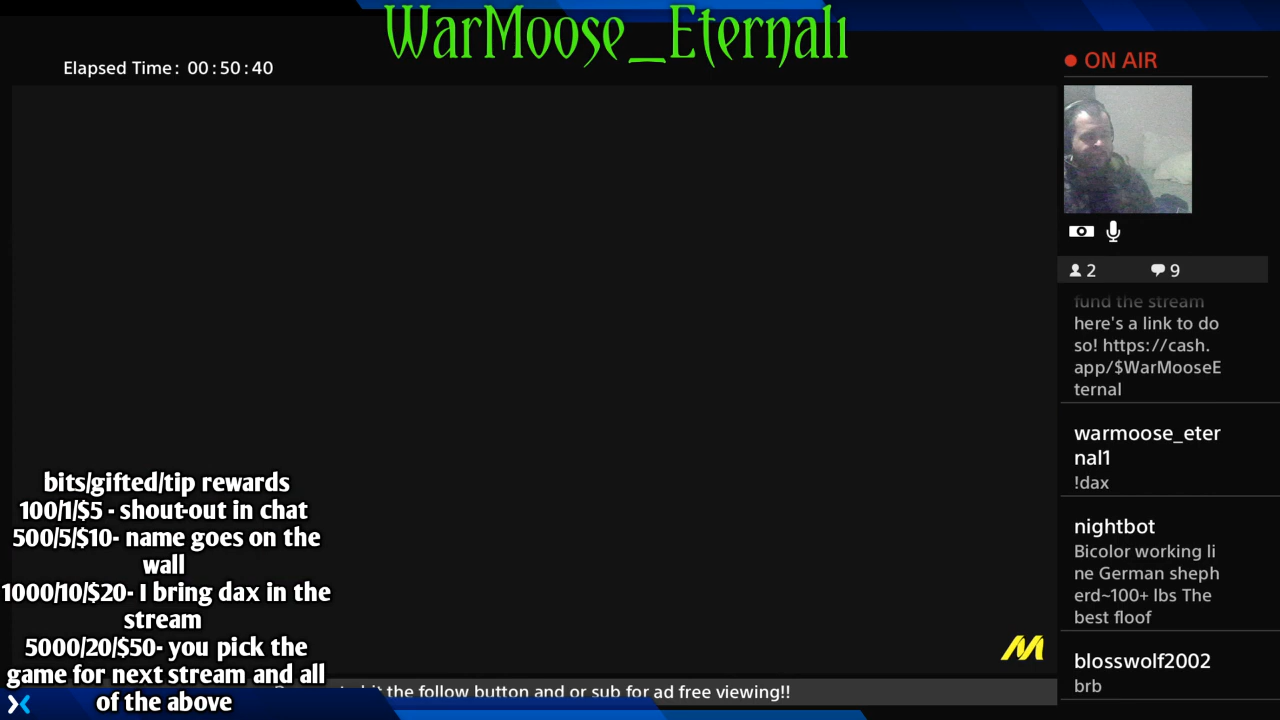 WarMoose_Eternal1
Elapsed Time: 00:50:40
ON AIR
2
9
fund the stream
here's a link to do
so! https://cash.
app/$WarMooseE
ternal
warmoose_eter
nal1
!dax
nightbot
Bicolor working li
ne German sheph
erd~100+ lbs The
best floof
blosswolf2002
brb
bits/gifted/tip rewards
100/1/$5 - shout-out in chat
500/5/$10- name goes on the
wall
1000/10/$20- I bring dax in the
stream
5000/20/$50- you pick the
game for next stream and all
of the above
the follow button and or sub for ad free viewing!!